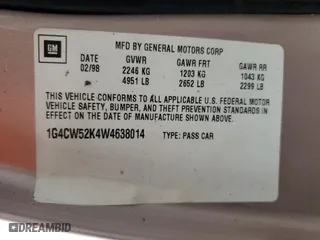 GM
MFD BY GENERAL MOTORS CORP
DATE GVWR GAWR FRT GAWR RR
02/98 2246 KG 1203 KG 1043 KG
4951 LB 2652 LB 2299 LB
THIS VEHICLE CONFORMS TO ALL APPLICABLE U.S. FEDERAL MOTOR
VEHICLE SAFETY, BUMPER, AND THEFT PREVENTION STANDARDS IN
EFFECT ON THE DATE OF MANUFACTURE SHOWN ABOVE.
1G4CW52K4W4638014 TYPE: PASS CAR